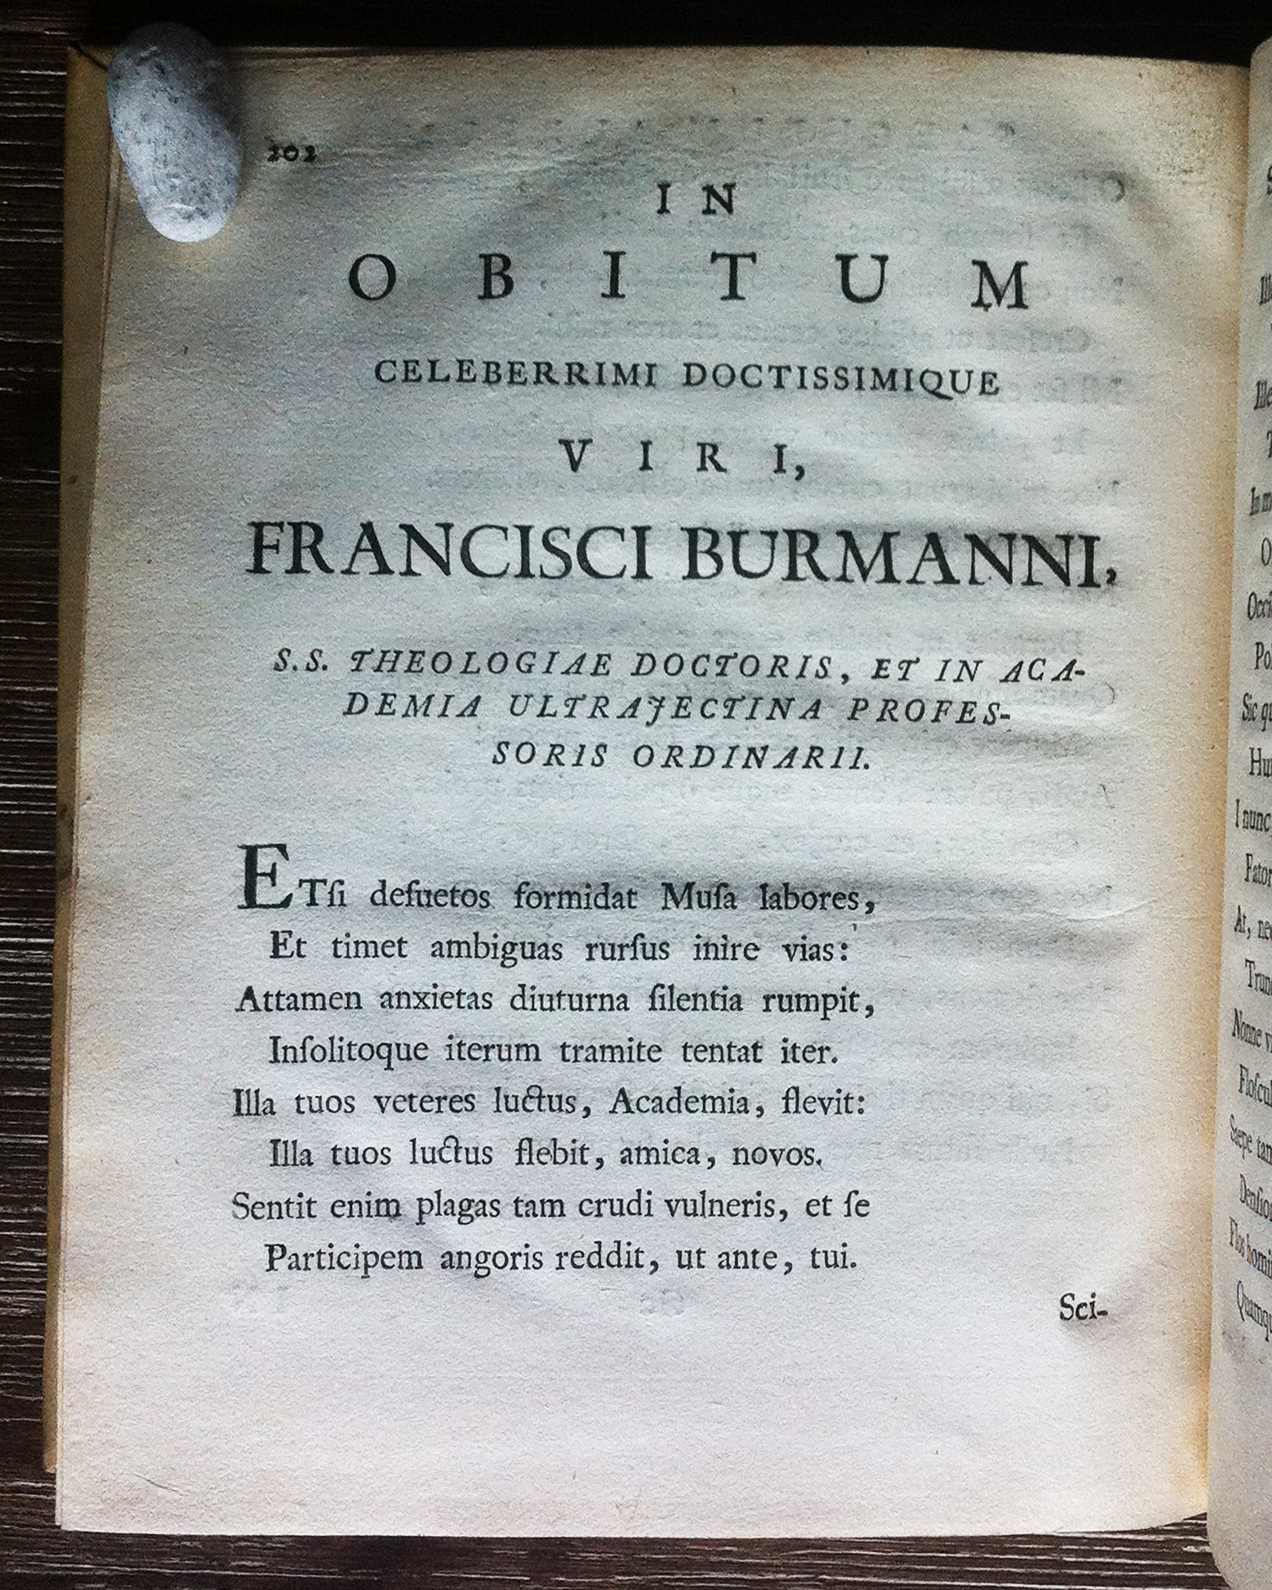 202
IN
OBITUM
CELEBERRIMI DOCTISSIMIQUE
VIRI,
FRANCISCI BURMANNI,
S.S. THEOLOGIAE DOCTORIS, ET IN ACA-
DEMIA ULTRAJECTINA PROFES-
SORIS ORDINARII.
ETſi deſuetos formidat Muſa labores,
Et timet ambiguas rurſus inire vias:
Attamen anxietas diuturna ſilentia rumpit,
Inſolitoque iterum tramite tentat iter.
Illa tuos veteres luctus, Academia, flevit:
Illa tuos luctus flebit, amica, novos.
Sentit enim plagas tam crudi vulneris, et ſe
Participem angoris reddit, ut ante, tui.
Sci-